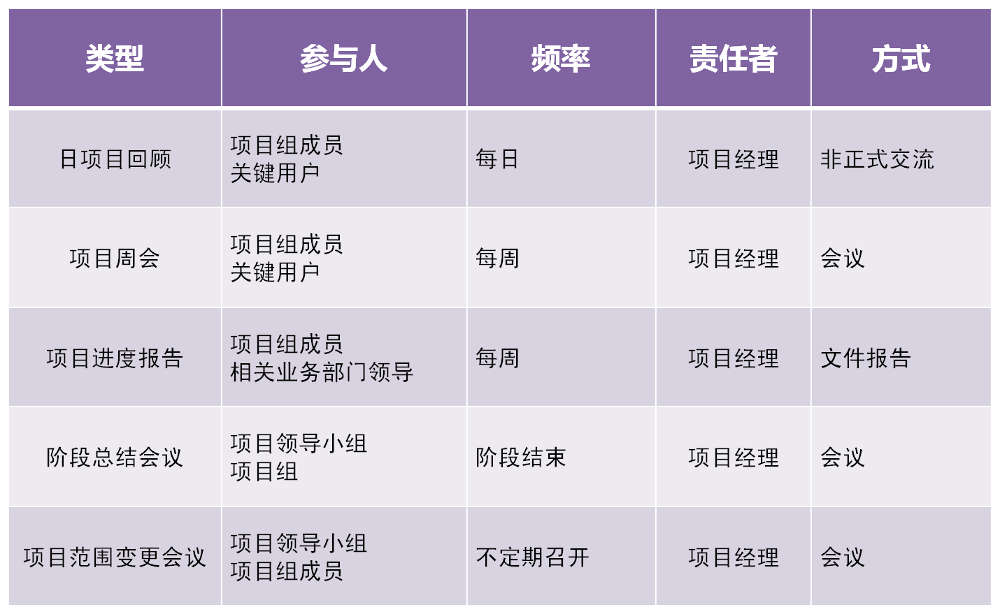 类型 参与人 频率 责任者 方式
日项目回顾 项目组成员 每日 项目经理 非正式交流
关键用户
项目周会 项目组成员 每周 项目经理 会议
关键用户
项目进度报告 项目组成员 每周 项目经理 文件报告
相关业务部门领导
阶段总结会议 项目领导小组 阶段结束 项目经理 会议
项目组
项目范围变更会议 项目领导小组 不定期召开 项目经理 会议
项目组成员